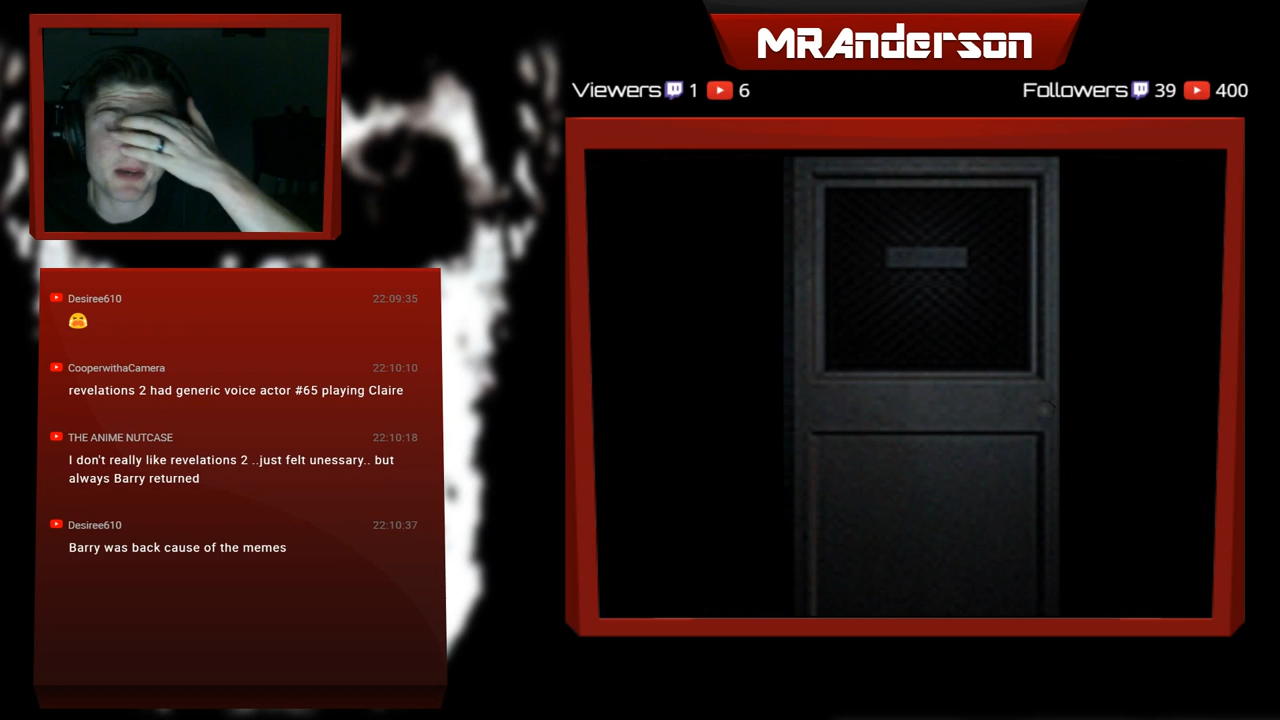 MRAnderson
Viewers 1 6
Followers 39 400
Desiree610 22:09:35
CooperwithaCamera 22:10:10
revelations 2 had generic voice actor #65 playing Claire
THE ANIME NUTCASE 22:10:18
I don't really like revelations 2 ..just felt unessary.. but
always Barry returned
Desiree610 22:10:37
Barry was back cause of the memes